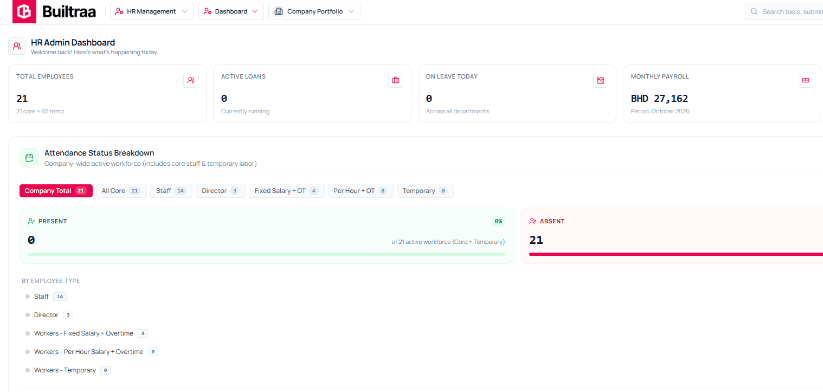 Builtraa
HR Management
Dashboard
Company Portfolio
Search tools, submit
HR Admin Dashboard
Welcome back! Here's what's happening today.
TOTAL EMPLOYEES
21
21 core + 60 temp
ACTIVE LOANS
0
Currently running
ON LEAVE TODAY
0
Across all departments
MONTHLY PAYROLL
BHD 27,162
Period: October 2026
Attendance Status Breakdown
Company-wide active workforce (includes core staff & temporary labor)
Company Total 21
All Core 21
Staff 14
Director 3
Fixed Salary + OT 4
Per Hour + OT 0
Temporary 0
PRESENT
0%
0
of 21 active workforce (Core + Temporary)
ABSENT
21
BY EMPLOYEE TYPE
Staff 14
Director 3
Workers - Fixed Salary + Overtime 4
Workers - Per Hour Salary + Overtime 0
Workers - Temporary 0